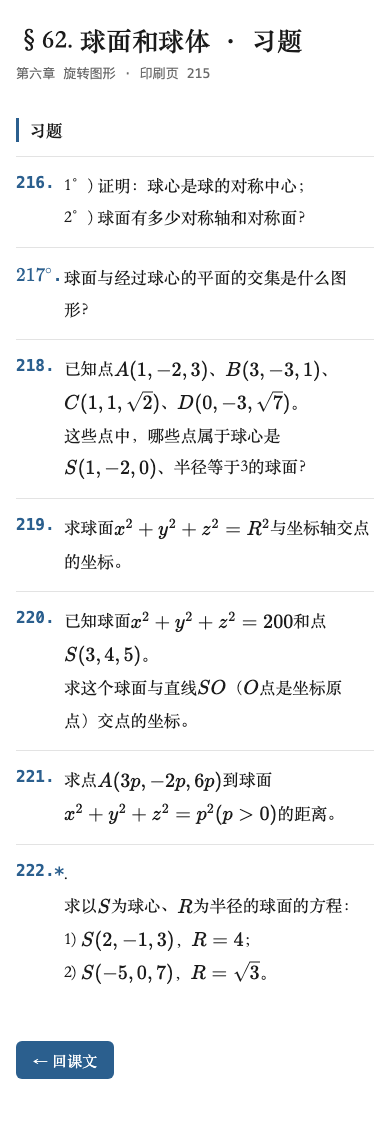 § 62. 球面和球体 · 习题
第六章 旋转图形 · 印刷页 215
习题
216. 1° ) 证明：球心是球的对称中心；
2° ) 球面有多少对称轴和对称面？
217°. 球面与经过球心的平面的交集是什么图
形？
218. 已知点A(1, −2, 3)、B(3, −3, 1)、
C(1, 1, √2)、D(0, −3, √7)。
这些点中，哪些点属于球心是
S(1, −2, 0)、半径等于3的球面？
219. 求球面x² + y² + z² = R²与坐标轴交点
的坐标。
220. 已知球面x² + y² + z² = 200和点
S(3, 4, 5)。
求这个球面与直线SO（O点是坐标原
点）交点的坐标。
221. 求点A(3p, −2p, 6p)到球面
x² + y² + z² = p²(p > 0)的距离。
222.*.
求以S为球心、R为半径的球面的方程：
1) S(2, −1, 3)，R = 4；
2) S(−5, 0, 7)，R = √3。
← 回课文